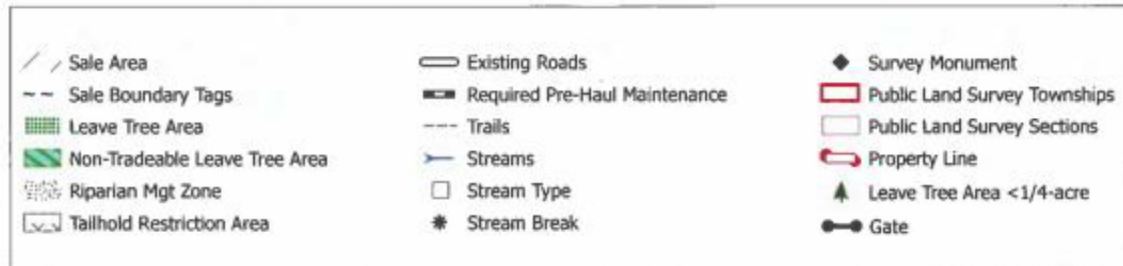 Sale Area
Sale Boundary Tags
Leave Tree Area
Non-Tradeable Leave Tree Area
Riparian Mgt Zone
Tailhold Restriction Area
Existing Roads
Required Pre-Haul Maintenance
Trails
Streams
Stream Type
Stream Break
Survey Monument
Public Land Survey Townships
Public Land Survey Sections
Property Line
Leave Tree Area <1/4-acre
Gate